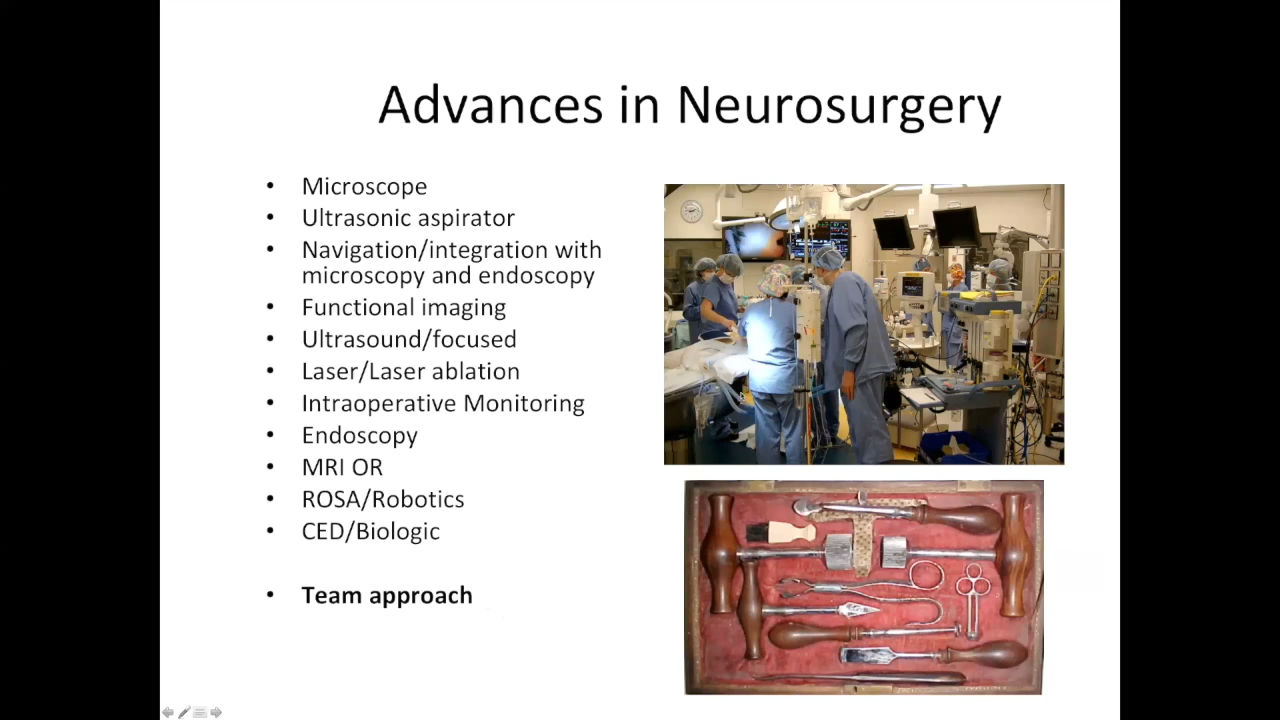 Advances in Neurosurgery
• Microscope
• Ultrasonic aspirator
• Navigation/integration with
microscopy and endoscopy
• Functional imaging
• Ultrasound/focused
• Laser/Laser ablation
• Intraoperative Monitoring
• Endoscopy
• MRI OR
• ROSA/Robotics
• CED/Biologic
• Team approach